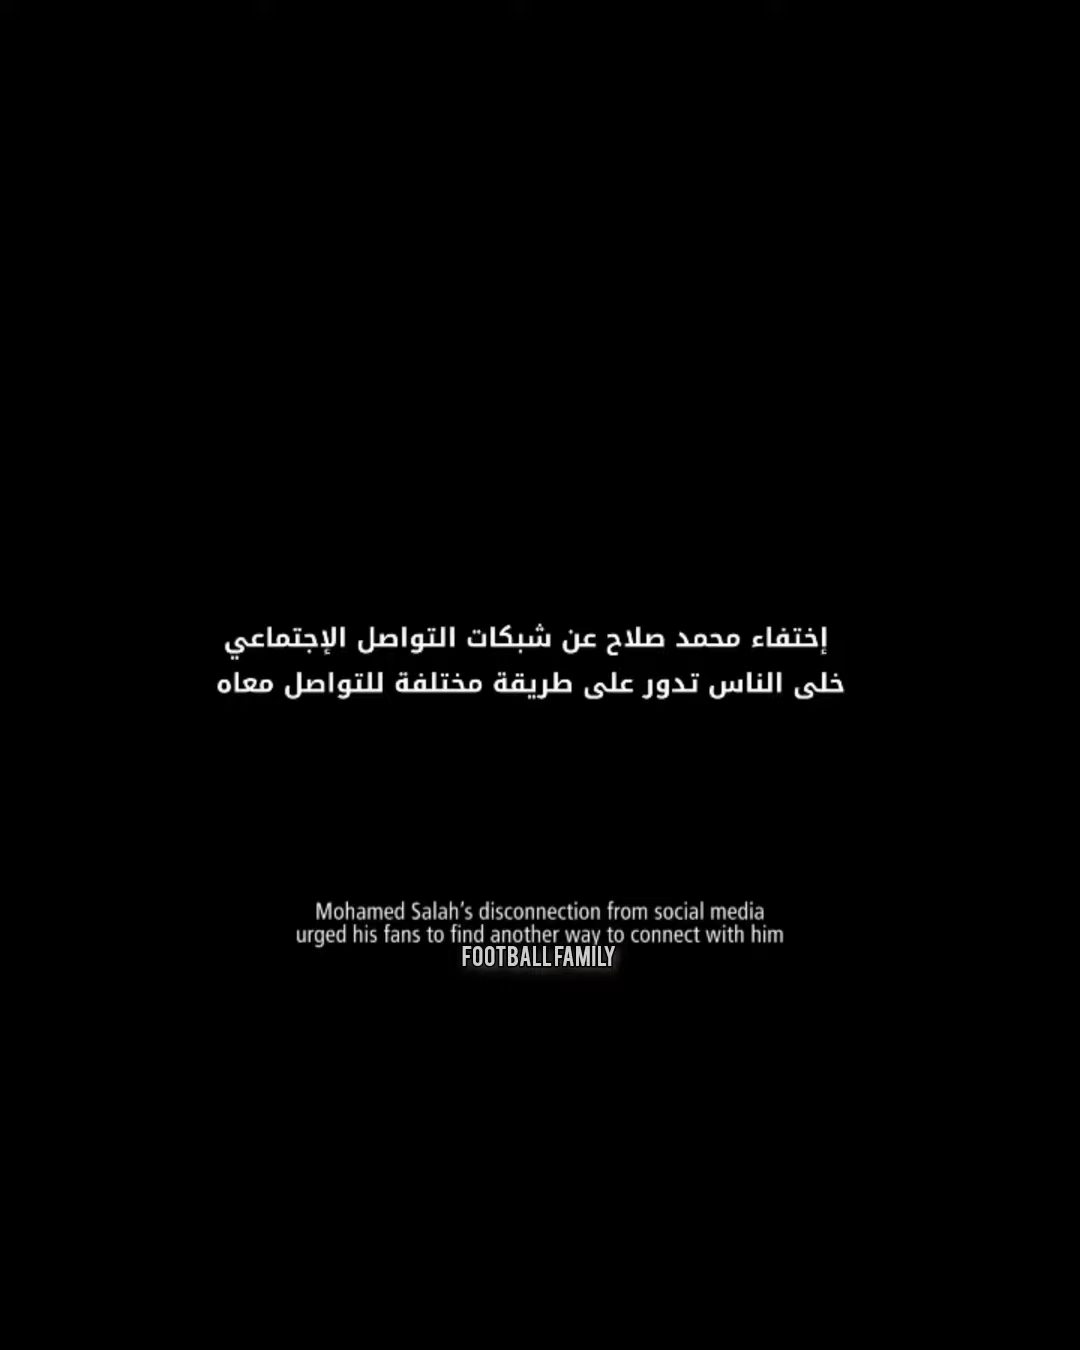 إختفاء محمد صلاح عن شبكات التواصل الإجتماعي
خلى الناس تدور على طريقة مختلفة للتواصل معاه
Mohamed Salah's disconnection from social media
urged his fans to find another way to connect with him
FOOTBALL FAMILY